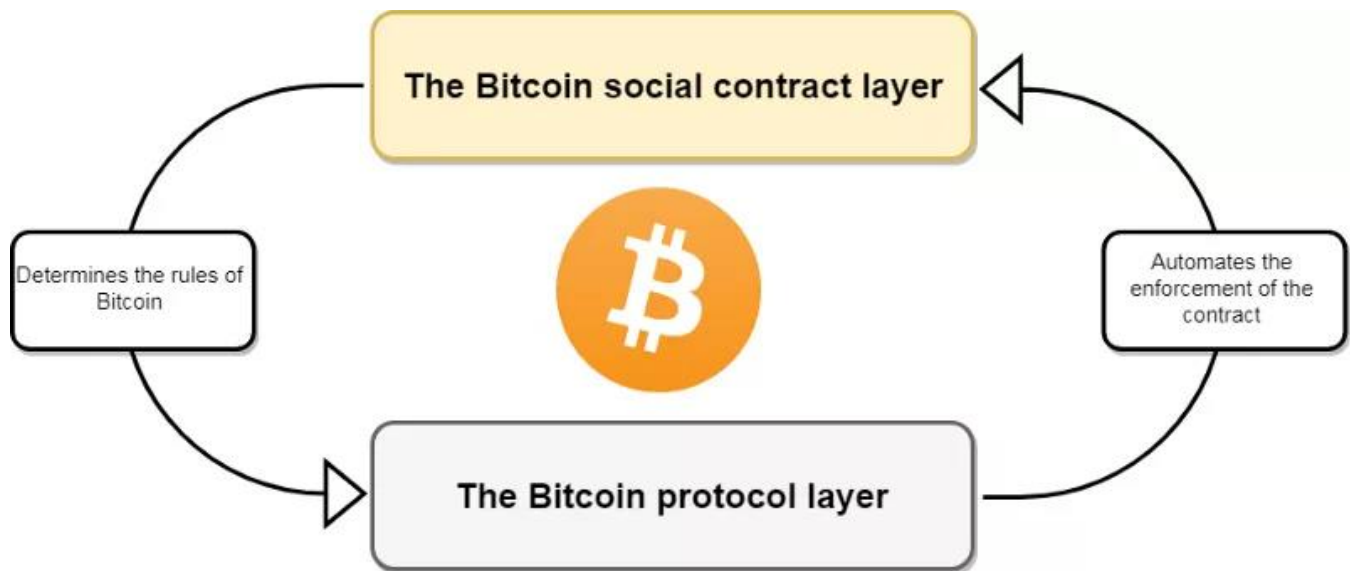 The Bitcoin social contract layer
Determines the rules of
Bitcoin
Automates the
enforcement of the
contract
The Bitcoin protocol layer